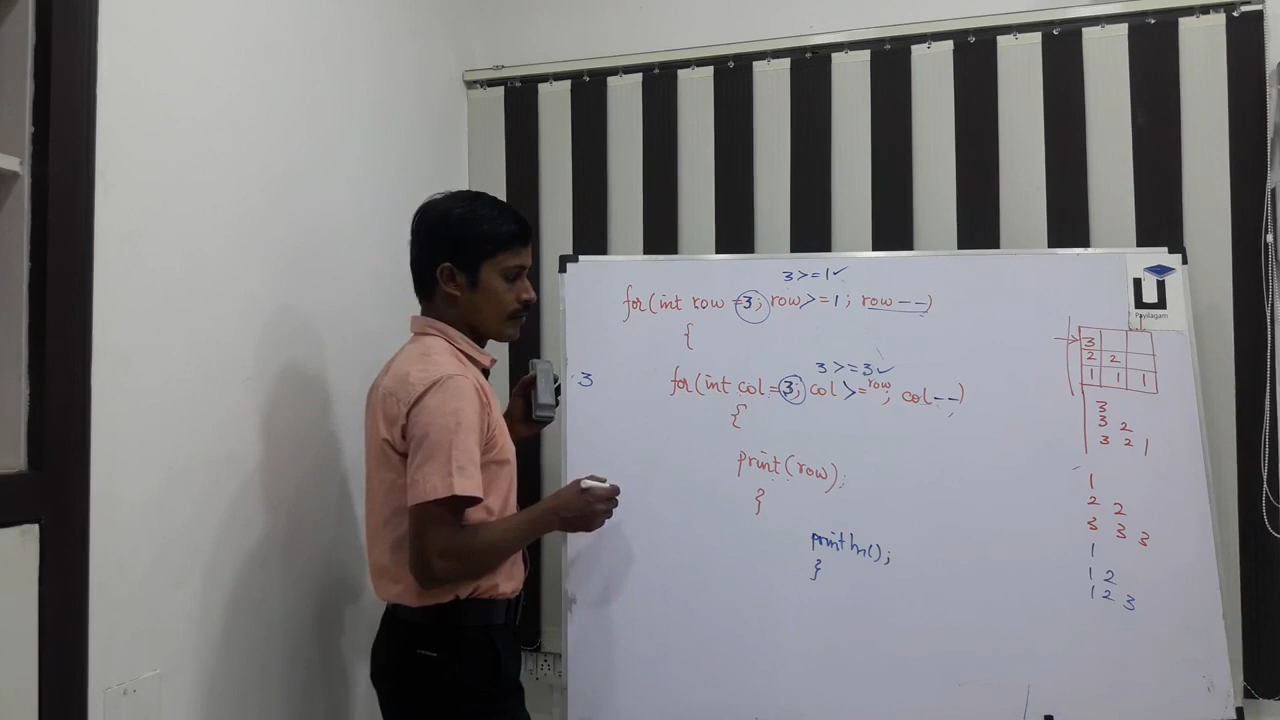 3>=1✓
for(int row=3; row>=1; row--)
{
3>=3✓
3
for(int col=3; col>=row; col--)
{
print(row);
}
println();
}
Payilagam
3
2 2
1 1 1
3
3 2
3 2 1
1
2 2
3 3 3
1
1 2
1 2 3